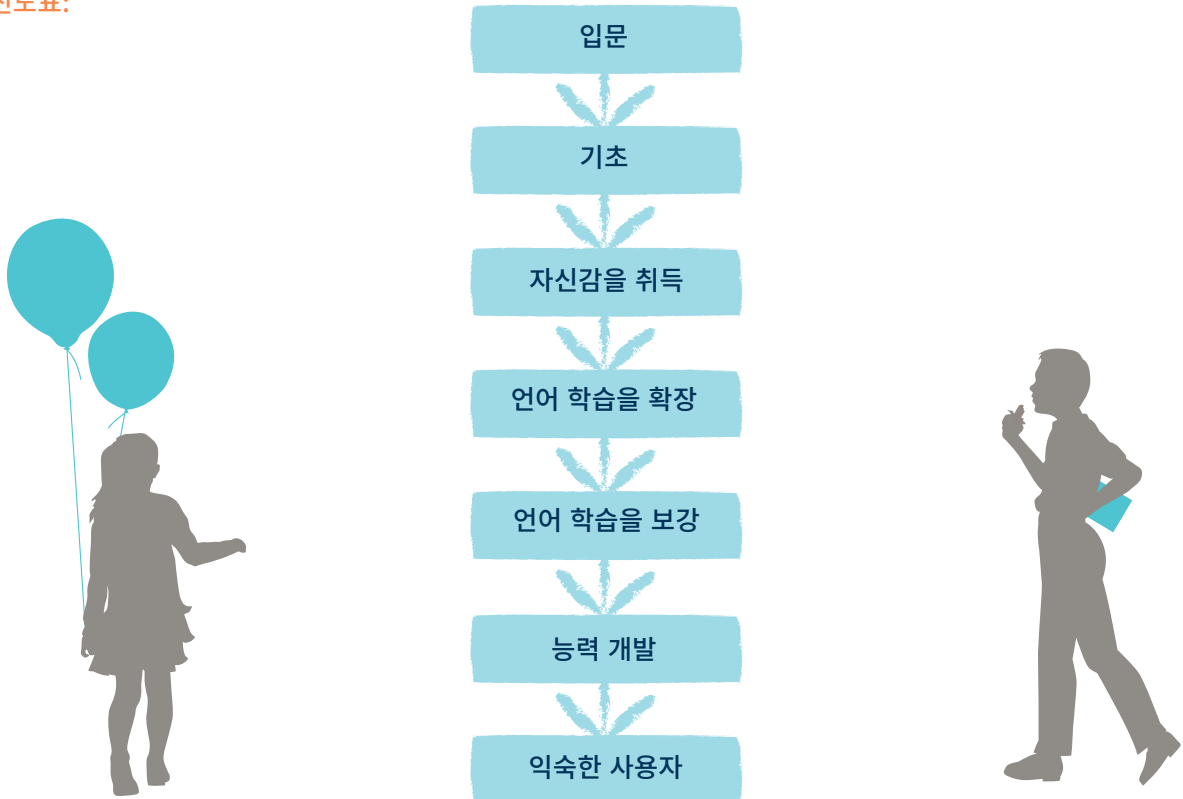 입문
기초
자신감을 취득
언어 학습을 확장
언어 학습을 보강
능력 개발
익숙한 사용자